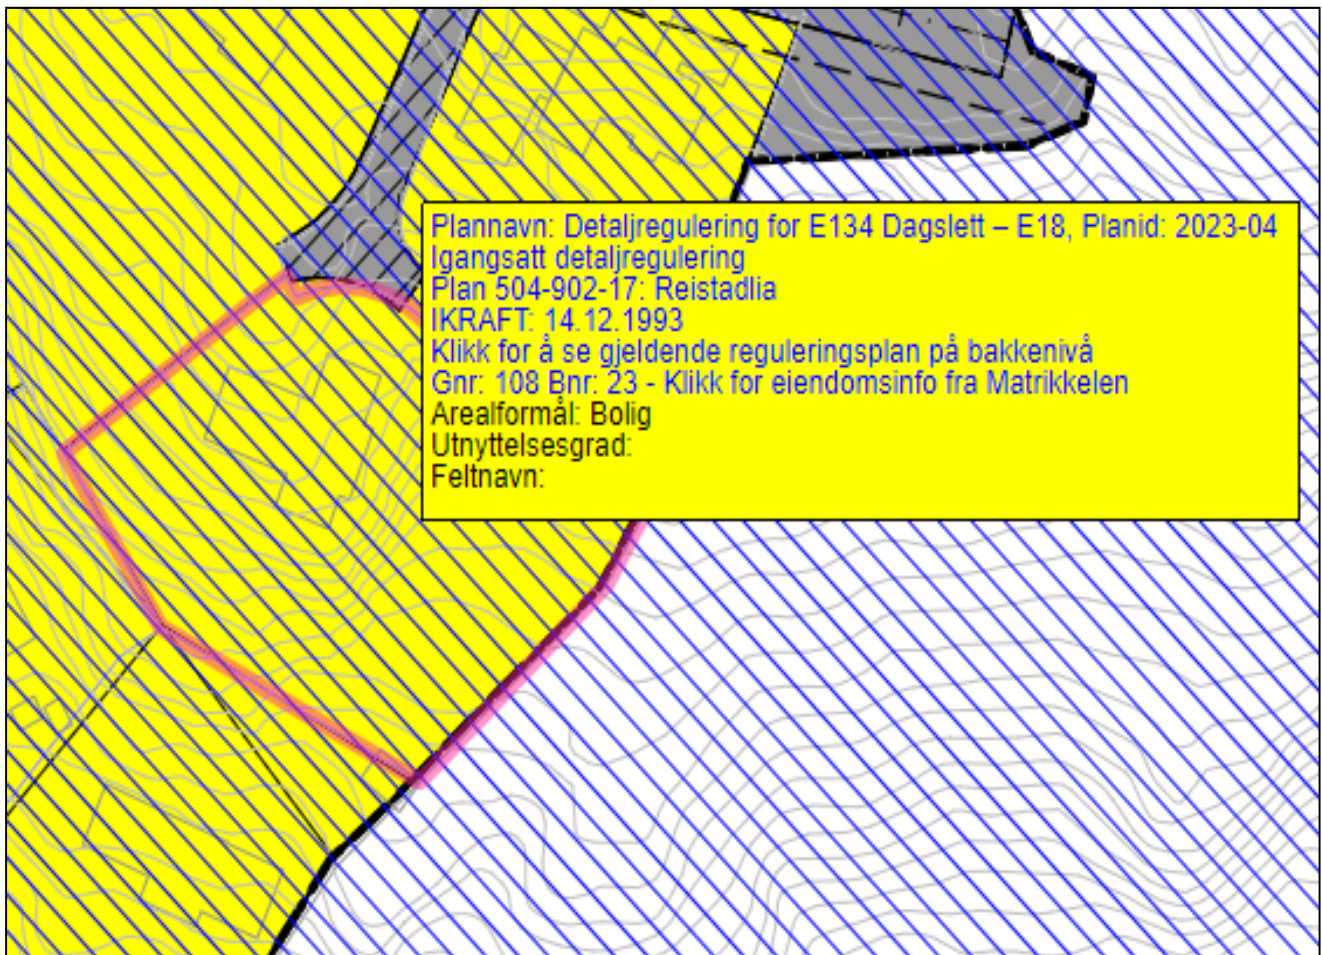 Plannavn: Detaljregulering for E134 Dagslett – E18, Planid: 2023-04
Igangsatt detaljregulering
Plan 504-902-17: Reistadlia
IKRAFT: 14.12.1993
Klikk for å se gjeldende reguleringsplan på bakkenivå
Gnr: 108 Bnr: 23 - Klikk for eiendomsinfo fra Matrikkelen
Arealformål: Bolig
Utnyttelsesgrad:
Feltnavn: